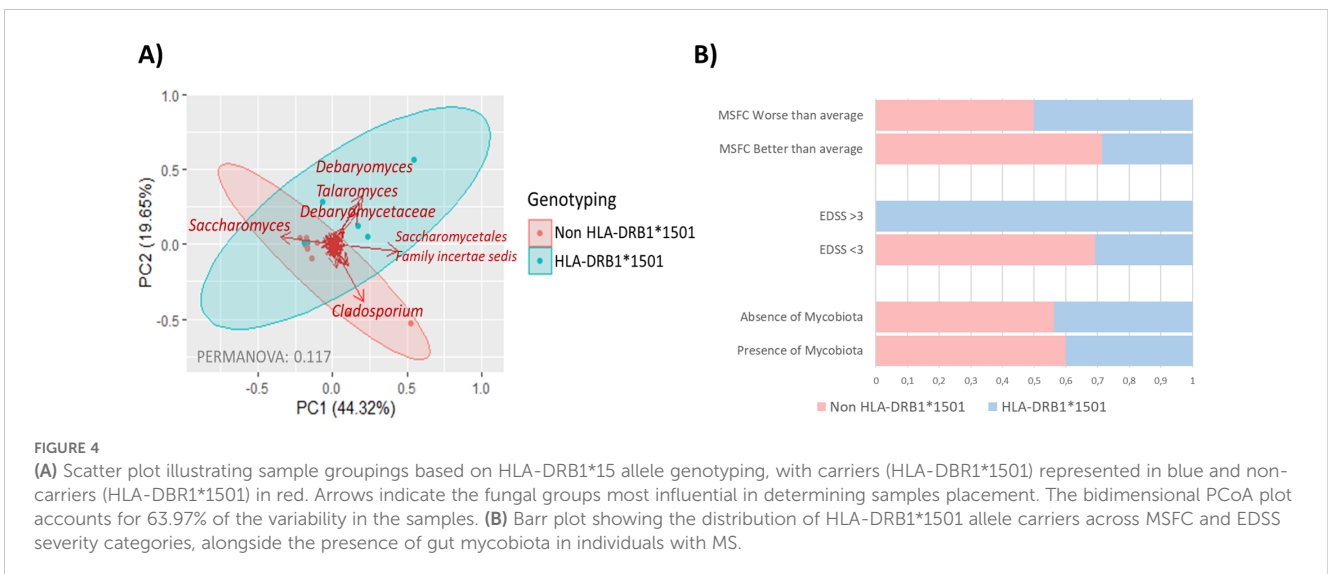 A)
1.0
0.5
0.0
-0.5
PC2 (19.65%)
Debaryomyces
Talaromyces
Debaryomycetaceae
Saccharomyces
Saccharomycetales
Family incertae sedis
Cladosporium
PERMANOVA: 0.117
-0.5 0.0 0.5 1.0
PC1 (44.32%)
Genotyping
Non HLA-DRB1*1501
HLA-DRB1*1501
B)
MSFC Worse than average
MSFC Better than average
EDSS >3
EDSS <3
Absence of Mycobiota
Presence of Mycobiota
0 0,1 0,2 0,3 0,4 0,5 0,6 0,7 0,8 0,9 1
Non HLA-DRB1*1501 HLA-DRB1*1501
FIGURE 4
(A) Scatter plot illustrating sample groupings based on HLA-DRB1*15 allele genotyping, with carriers (HLA-DBR1*1501) represented in blue and non-
carriers (HLA-DBR1*1501) in red. Arrows indicate the fungal groups most influential in determining samples placement. The bidimensional PCoA plot
accounts for 63.97% of the variability in the samples. (B) Barr plot showing the distribution of HLA-DRB1*1501 allele carriers across MSFC and EDSS
severity categories, alongside the presence of gut mycobiota in individuals with MS.